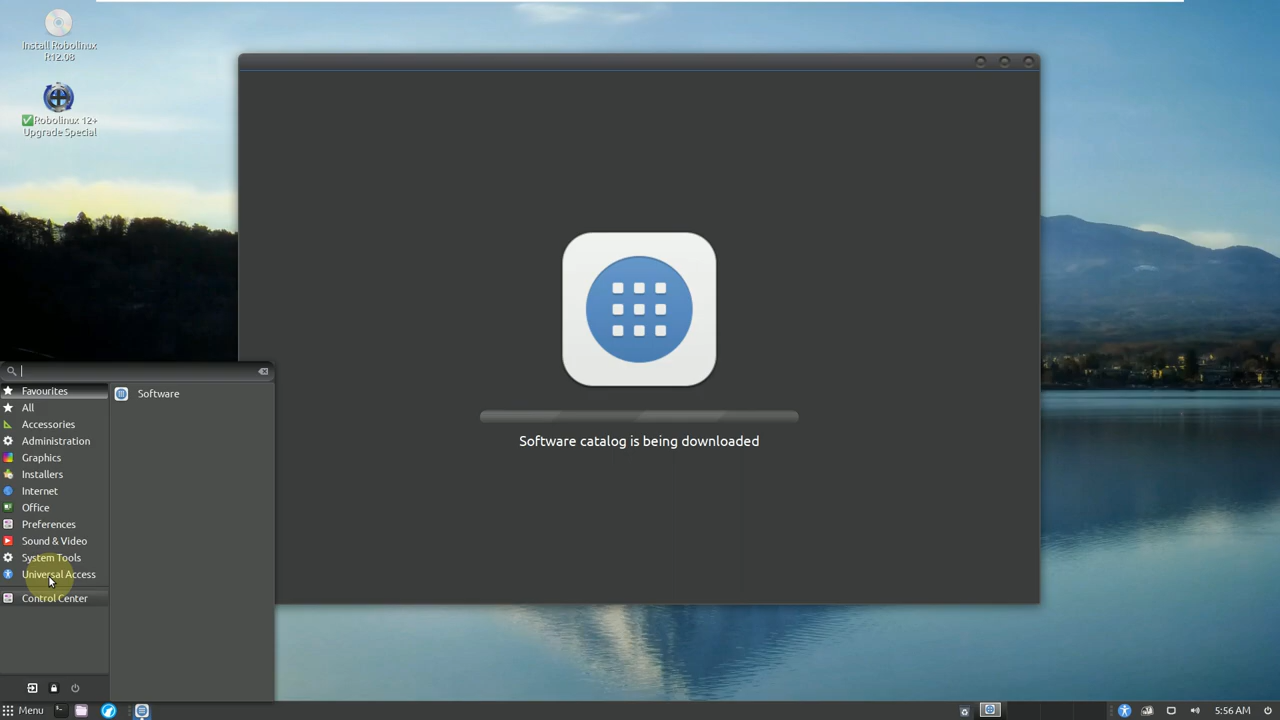 Install Robolinux
R12.08
✅Robolinux 12+
Upgrade Special
Software catalog is being downloaded
Favourites
All
Accessories
Administration
Graphics
Installers
Internet
Office
Preferences
Sound & Video
System Tools
Universal Access
Control Center
Software
Menu
5:56 AM